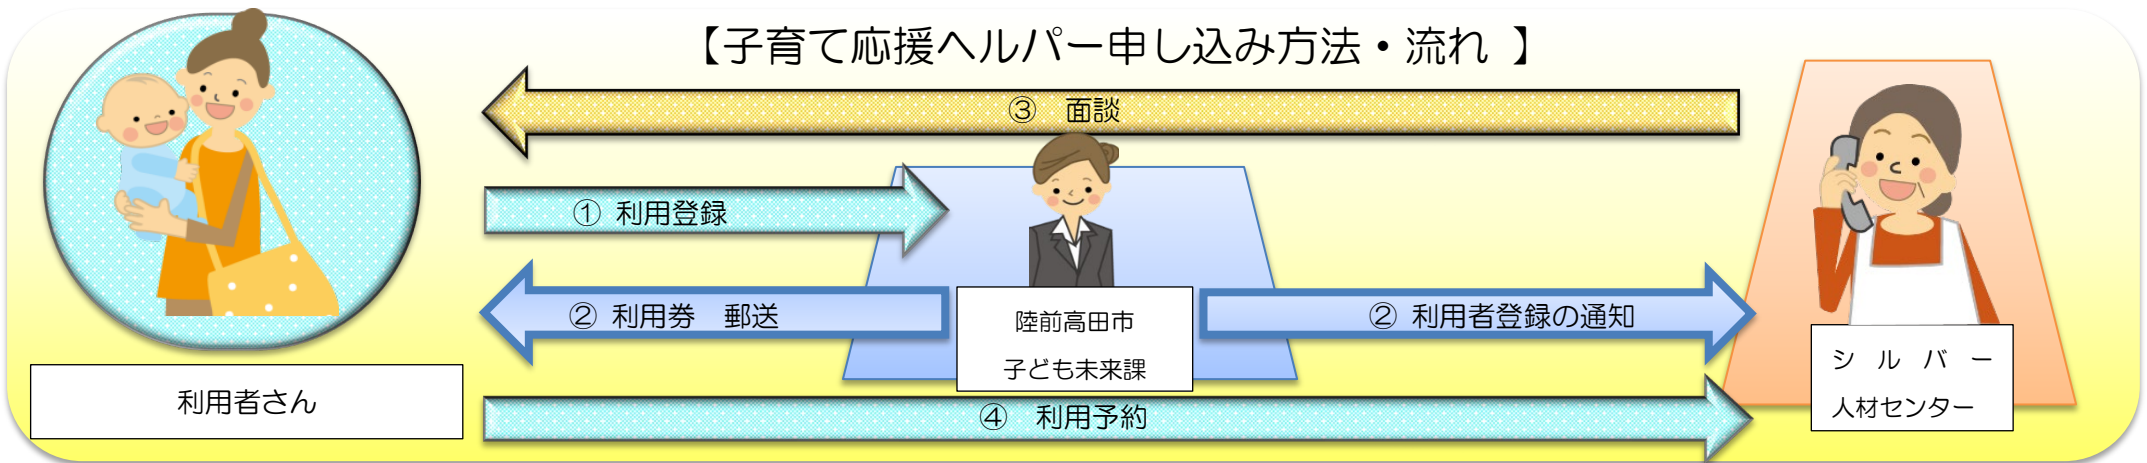 【子育て応援ヘルパー申し込み方法・流れ 】
③ 面談
① 利用登録
② 利用券 郵送
② 利用者登録の通知
陸前高田市
子ども未来課
シルバー
人材センター
利用者さん
④ 利用予約